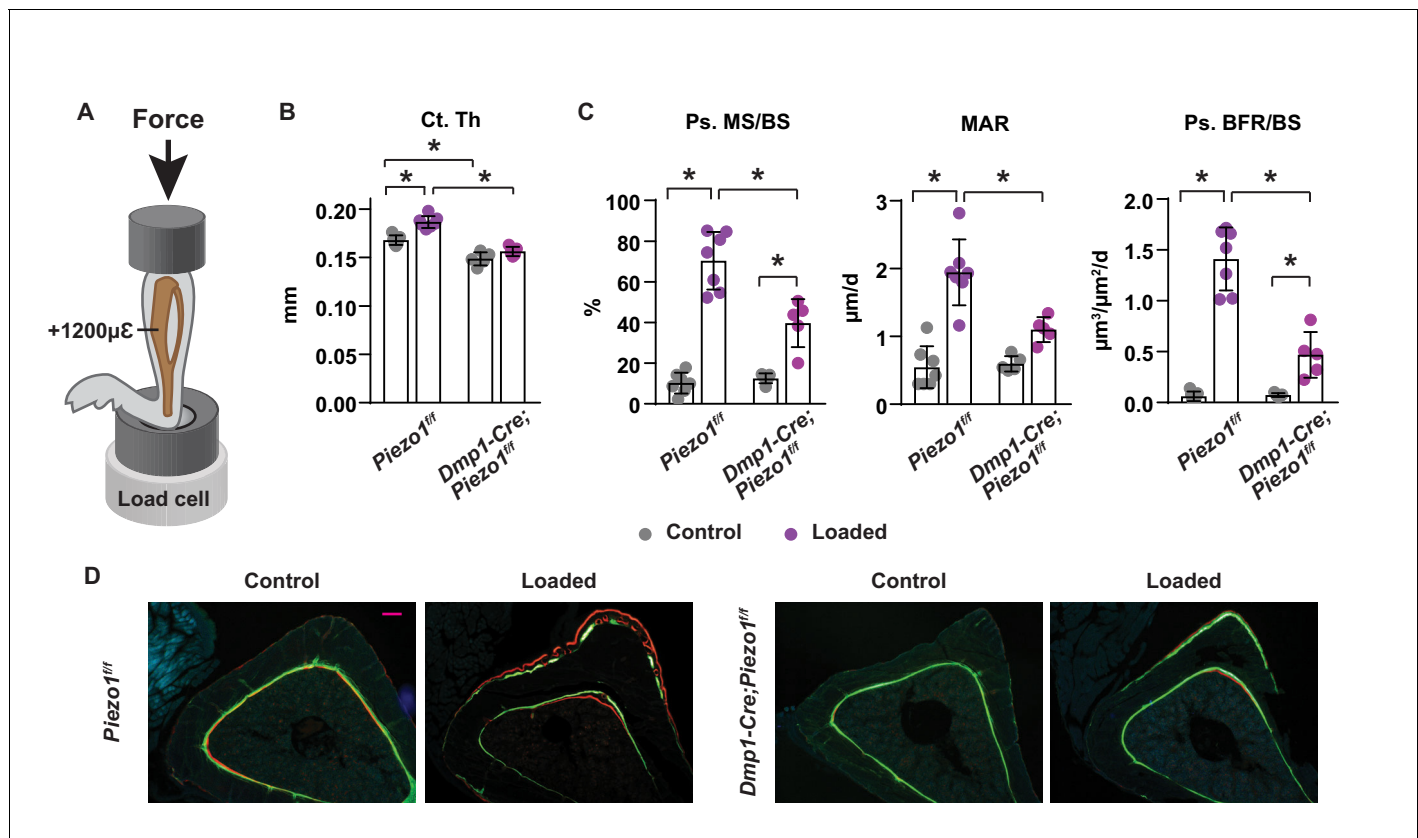 A
Force
+1200µԐ
Load cell
B
Ct. Th
*
*
*
mm
0.20
0.15
0.10
0.05
0.00
Piezo1f/f
Dmp1-Cre;
Piezo1f/f
C
Ps. MS/BS
*
*
*
%
100
80
60
40
20
0
Piezo1f/f
Dmp1-Cre;
Piezo1f/f
MAR
*
*
µm/d
3
2
1
0
Piezo1f/f
Dmp1-Cre;
Piezo1f/f
Ps. BFR/BS
*
*
*
µm3/µm2/d
2.0
1.5
1.0
0.5
0.0
Piezo1f/f
Dmp1-Cre;
Piezo1f/f
Control
Loaded
D
Control
Loaded
Control
Loaded
Piezo1f/f
Dmp1-Cre;Piezo1f/f